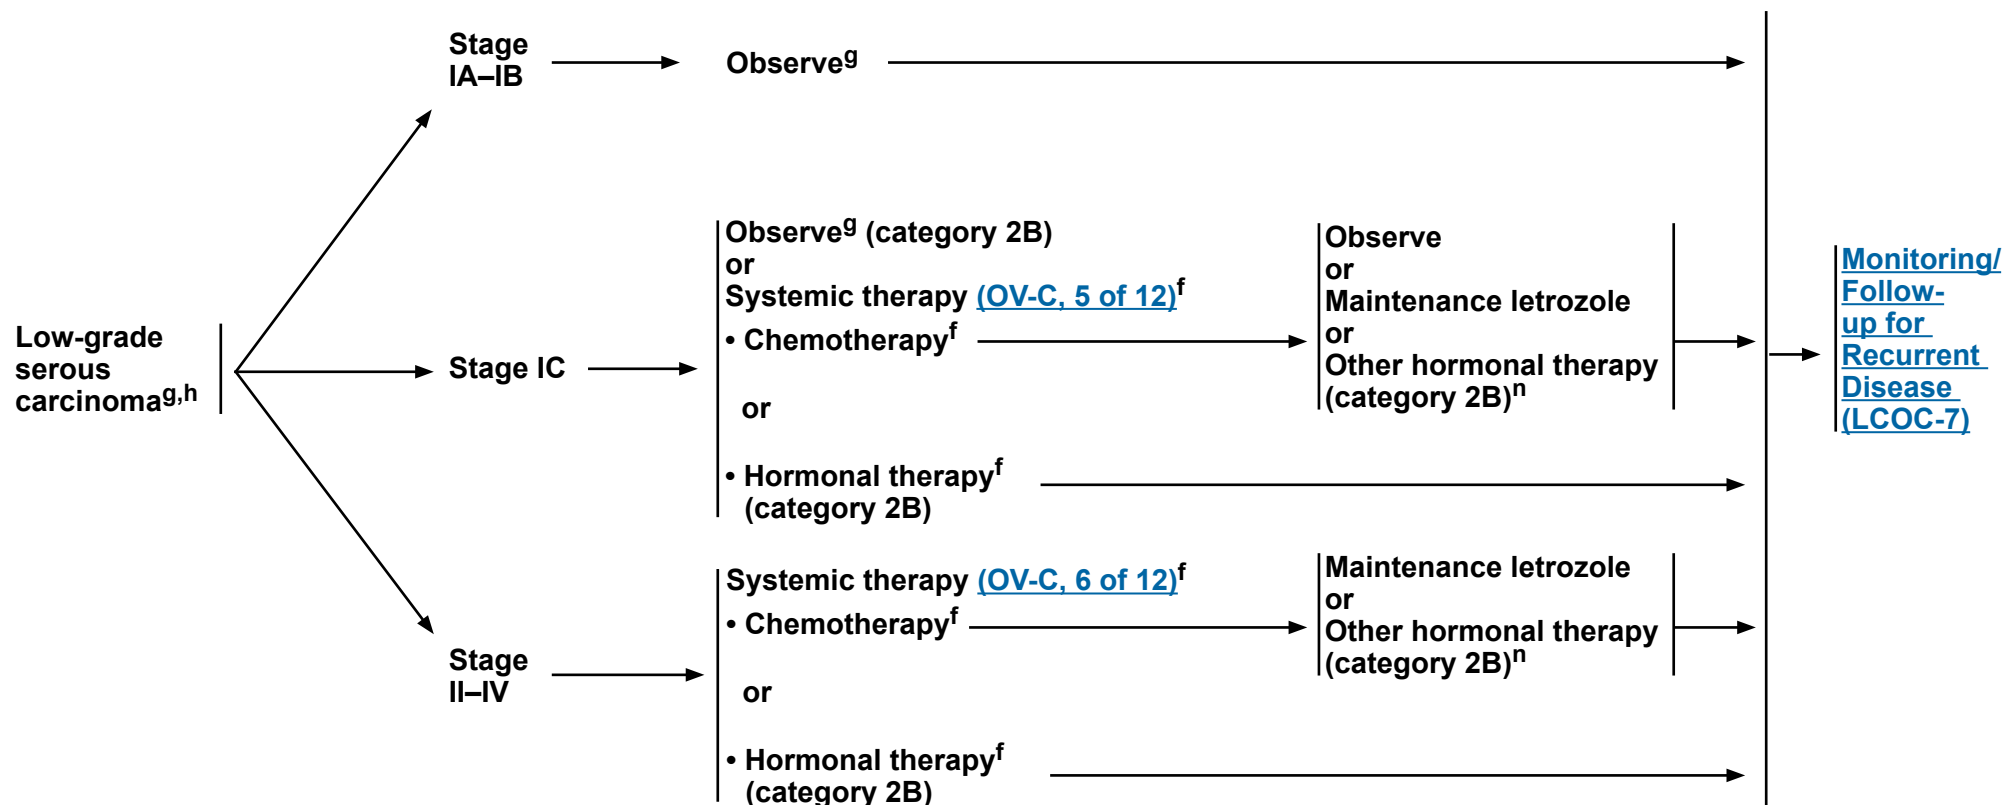 Low-grade
serous
carcinomag,h
Stage
IA–IB
Observeg
Stage IC
Observeg (category 2B)
or
Systemic therapy (OV-C, 5 of 12)f
• Chemotherapyf
or
• Hormonal therapyf
(category 2B)
Observe
or
Maintenance letrozole
or
Other hormonal therapy
(category 2B)n
Stage
II–IV
Systemic therapy (OV-C, 6 of 12)f
• Chemotherapyf
or
• Hormonal therapyf
(category 2B)
Maintenance letrozole
or
Other hormonal therapy
(category 2B)n
Monitoring/
Follow-
up for
Recurrent
Disease
(LCOC-7)